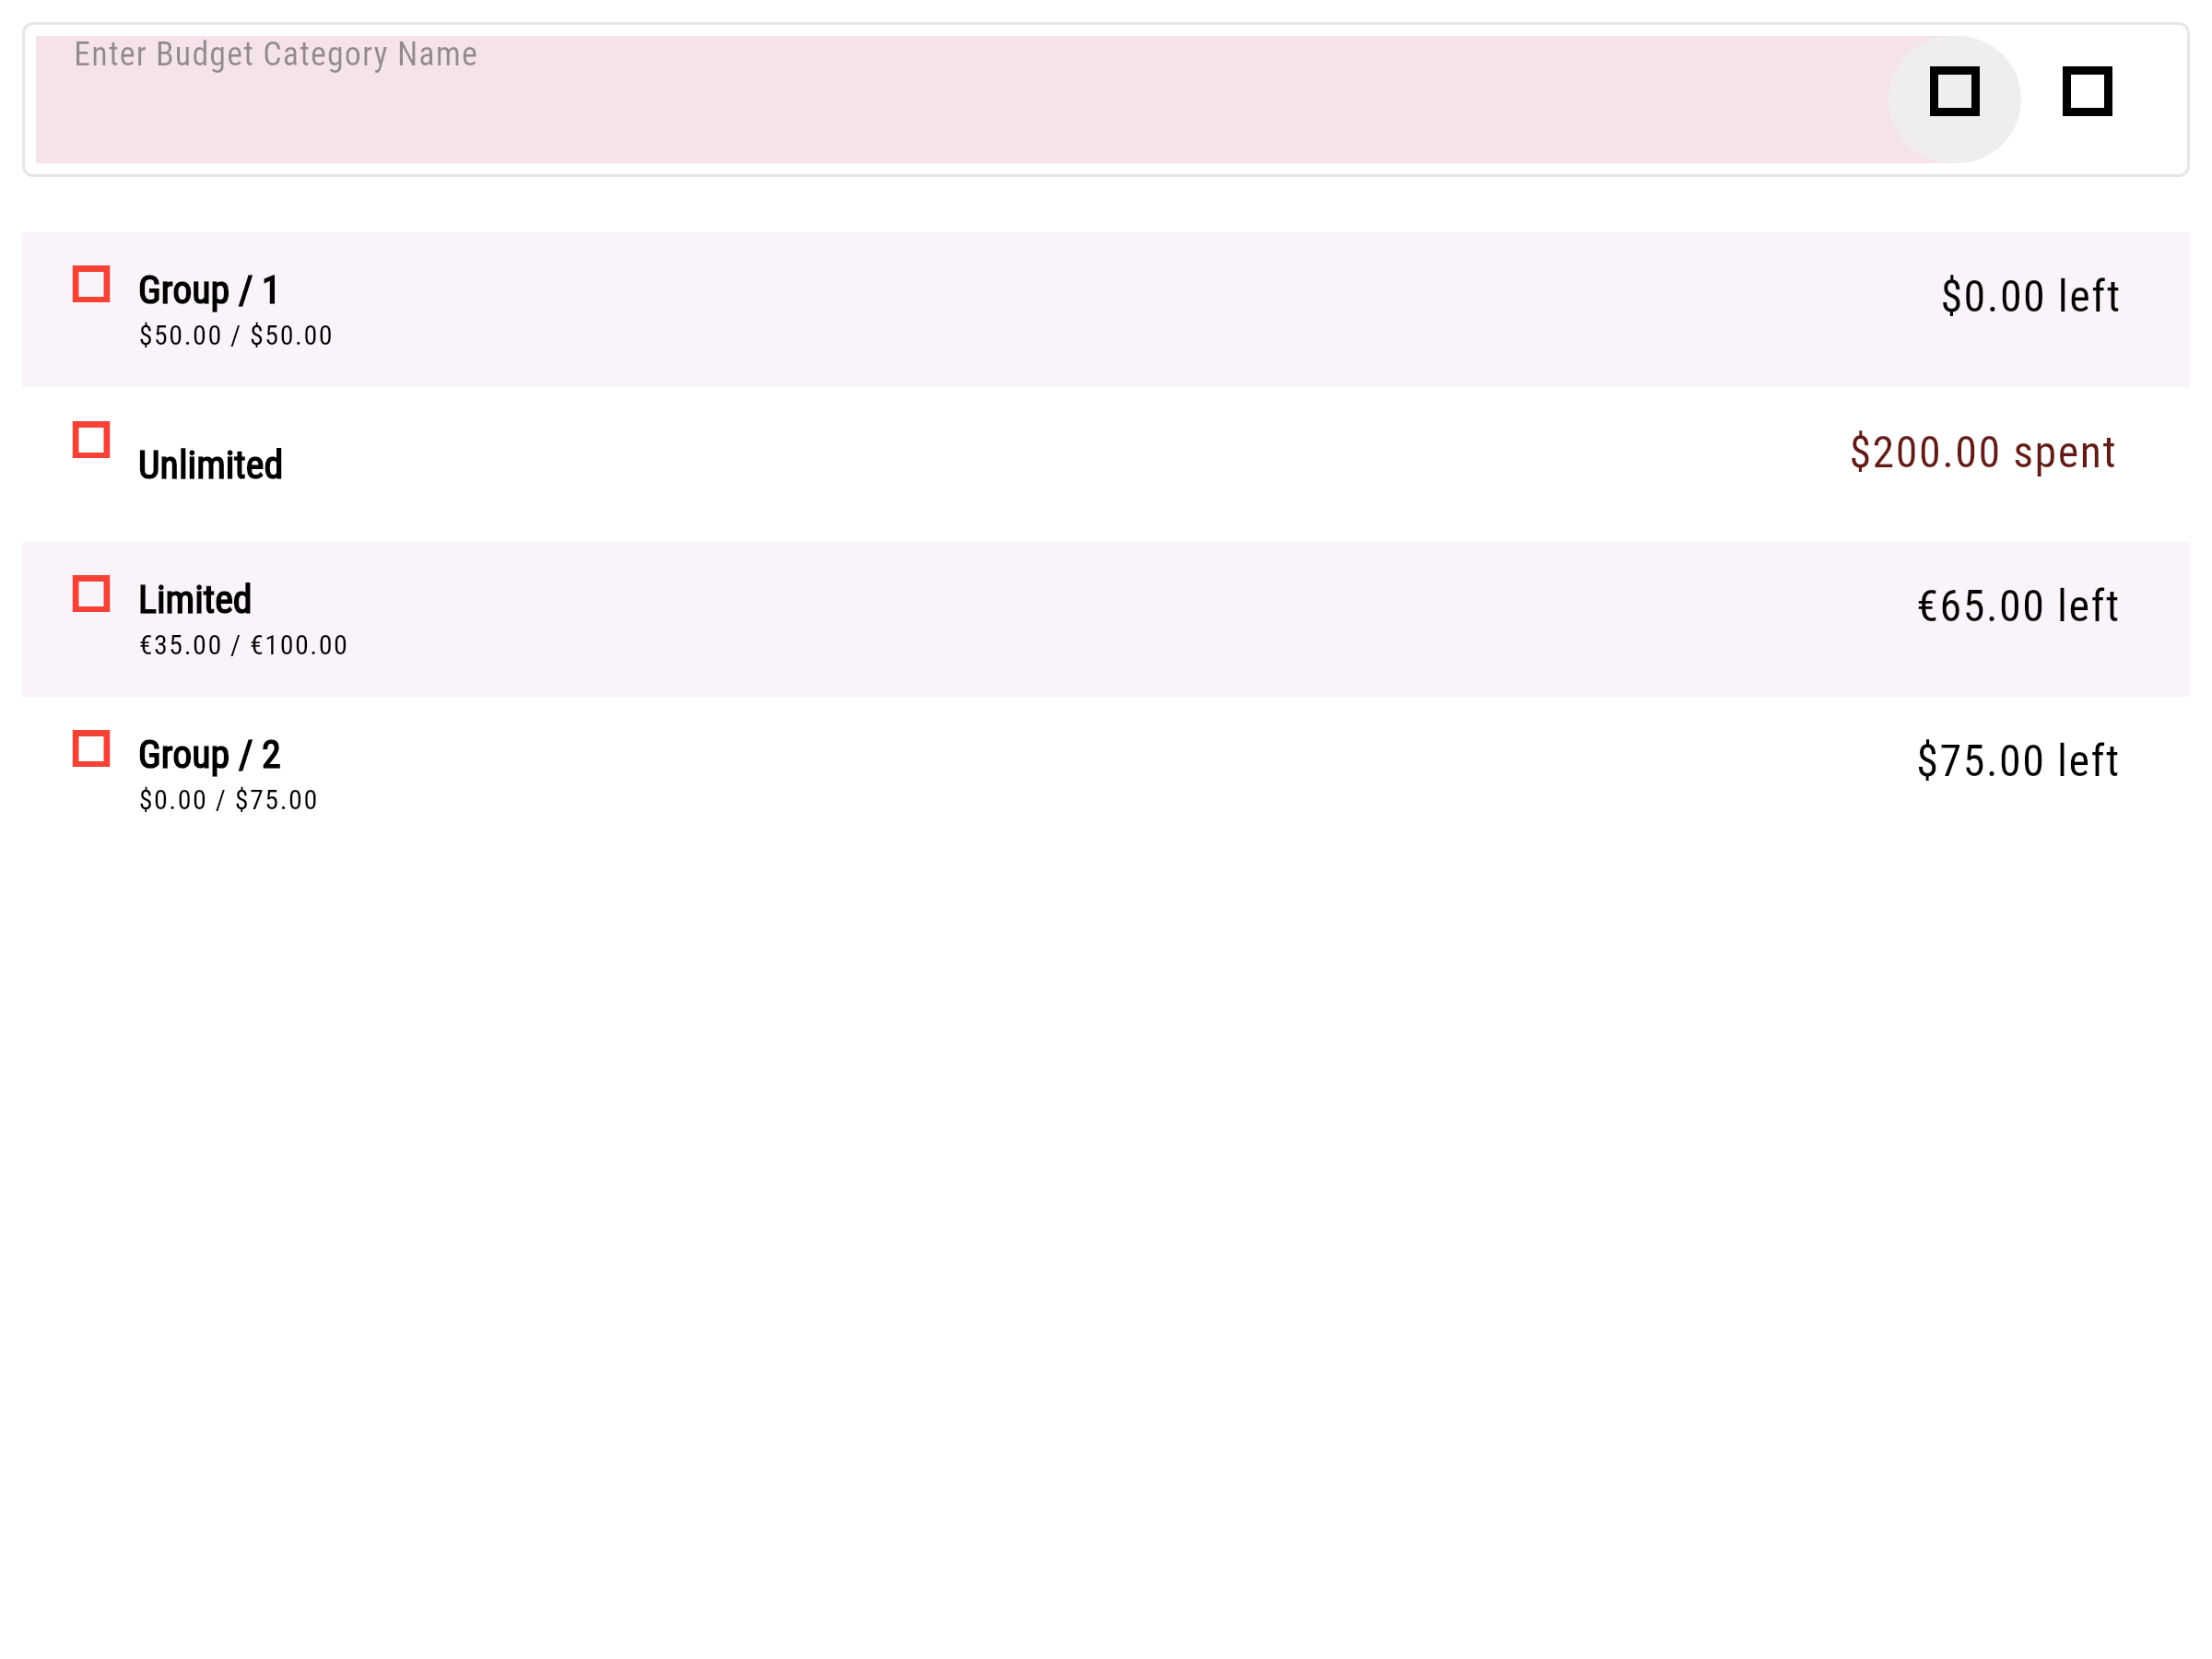 Enter Budget Category Name
Group / 1
$0.00 left
$50.00 / $50.00
Unlimited
$200.00 spent
Limited
€65.00 left
€35.00 / €100.00
Group / 2
$75.00 left
$0.00 / $75.00